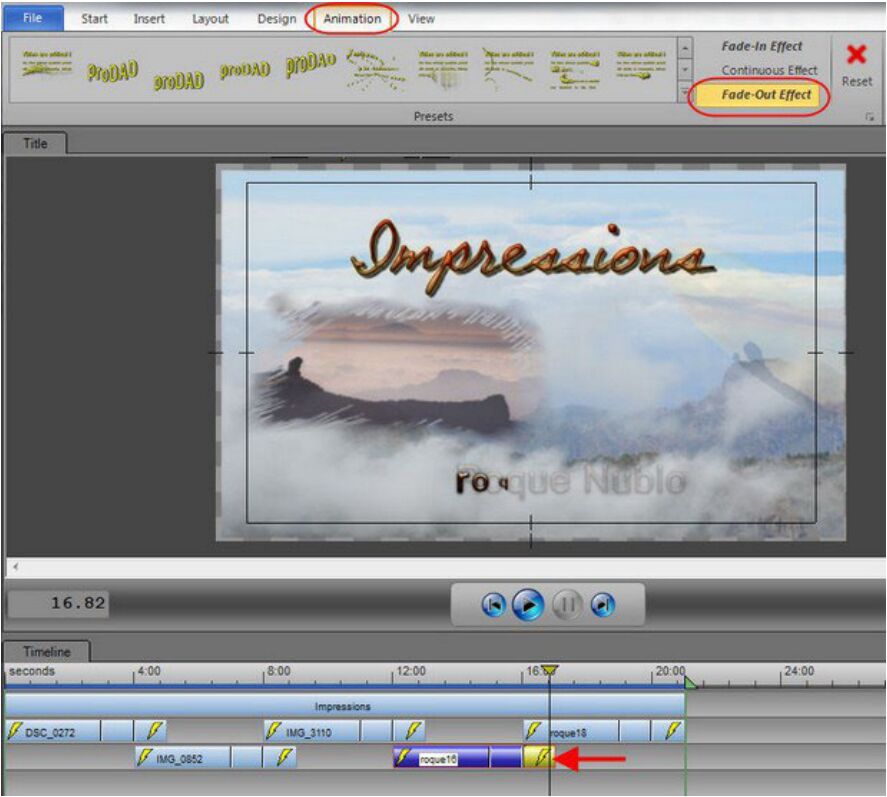 File Start Insert Layout Design Animation View
Fade-In Effect
proDAD proDAD proDAD proDAD
Continuous Effect
Reset
Fade-Out Effect
Presets
Title
Impressions
ro q
Roque Nublo
16.82
Timeline
seconds 4:00 8:00 12:00 16:00 20:00 24:00
Impressions
DSC_0272 IMG_3110 roque18
IMG_0852 roque16